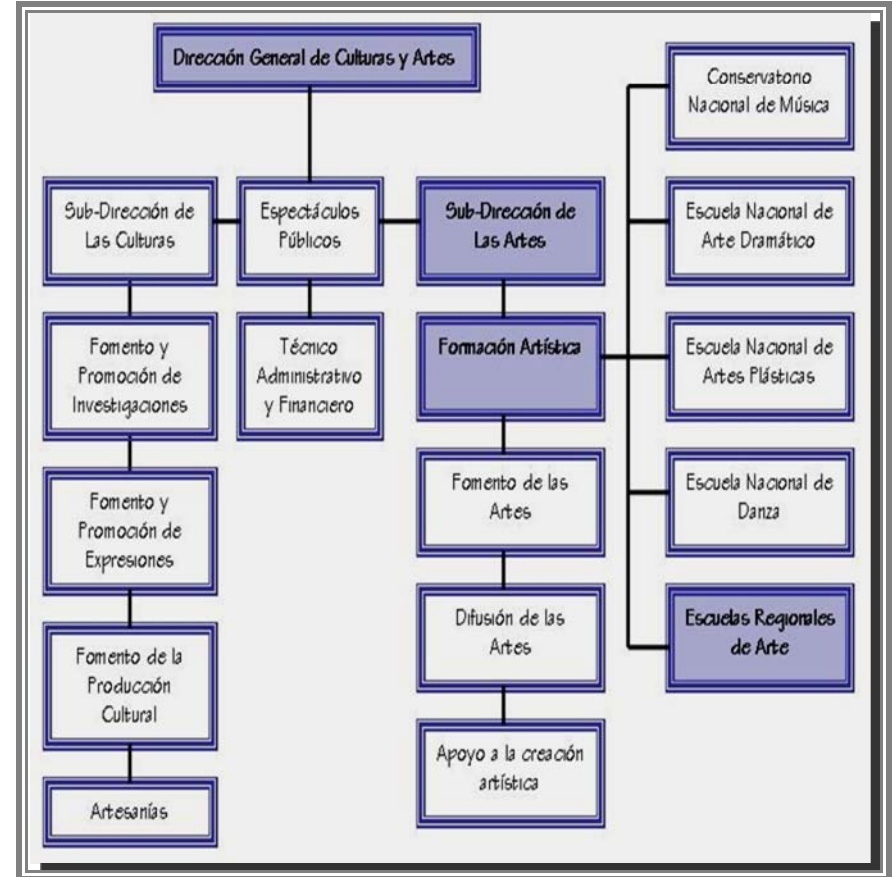 Dirección General de Culturas y Artes
Sub-Dirección de
Las Culturas
Espectáculos
Públicos
Sub-Dirección de
Las Artes
Fomento y
Promoción de
Investigaciones
Técnico
Administrativo
y Financiero
Formación Artística
Fomento y
Promoción de
Expresiones
Fomento de las
Artes
Fomento de la
Producción
Cultural
Difusión de las
Artes
Artesanías
Apoyo a la creación
artística
Conservatorio
Nacional de Música
Escuela Nacional de
Arte Dramático
Escuela Nacional de
Artes Plásticas
Escuela Nacional de
Danza
Escuelas Regionales
de Arte